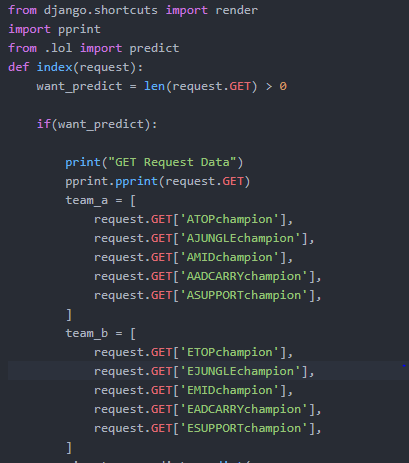 from django.shortcuts import render
import pprint
from .lol import predict
def index(request):
    want_predict = len(request.GET) > 0

    if(want_predict):

        print("GET Request Data")
        pprint.pprint(request.GET)
        team_a = [
            request.GET['ATOPchampion'],
            request.GET['AJUNGLEchampion'],
            request.GET['AMIDchampion'],
            request.GET['AADCARRYchampion'],
            request.GET['ASUPPORTchampion'],
        ]
        team_b = [
            request.GET['ETOPchampion'],
            request.GET['EJUNGLEchampion'],
            request.GET['EMIDchampion'],
            request.GET['EADCARRYchampion'],
            request.GET['ESUPPORTchampion'],
        ]